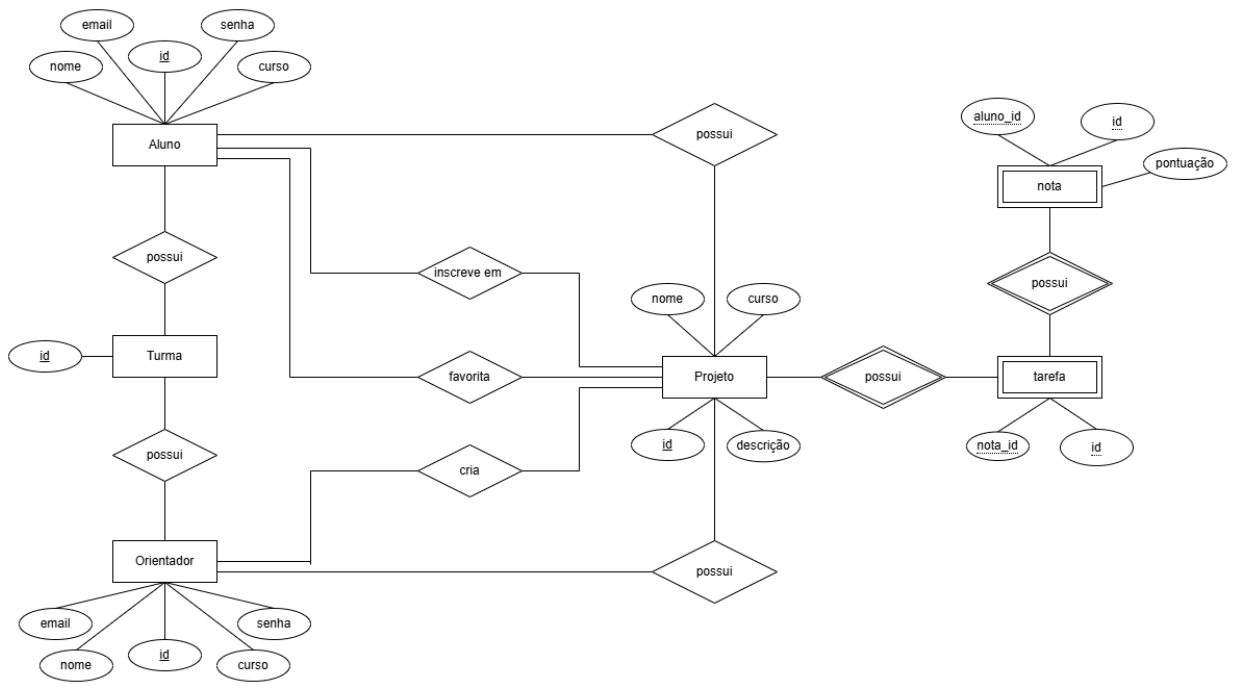 email
senha
id
nome
curso
Aluno
possui
aluno_id
id
pontuação
nota
possui
inscreve em
possui
nome
curso
id
Turma
favorita
Projeto
possui
tarefa
id
descrição
nota_id
id
possui
cria
Orientador
possui
email
senha
id
nome
curso